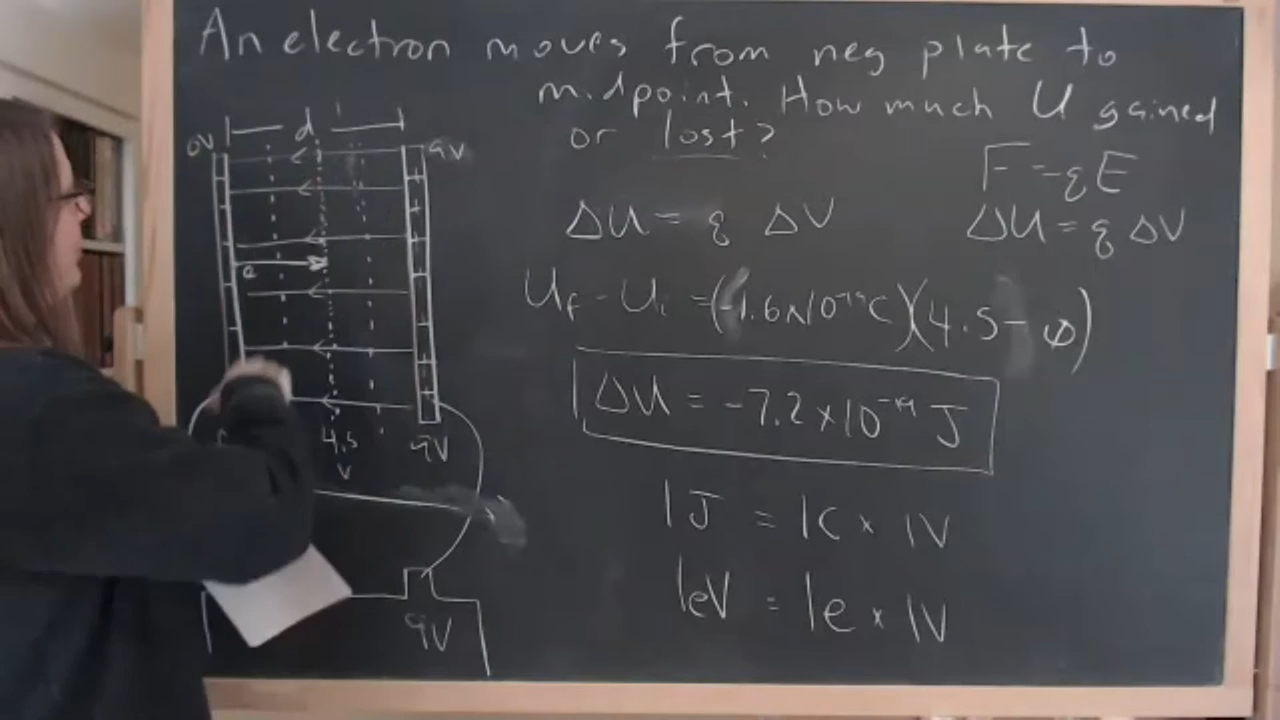 An electron moves from neg plate to
midpoint. How much U gained
or lost?
d
0V
9V
F = qE
ΔU = q ΔV
ΔU = q ΔV
e
U_f - U_i = (-1.6×10⁻¹⁹C)(4.5 - 0)
ΔU = -7.2×10⁻¹⁹ J
4.5
V
9V
1J = 1C × 1V
1eV = 1e × 1V
9V